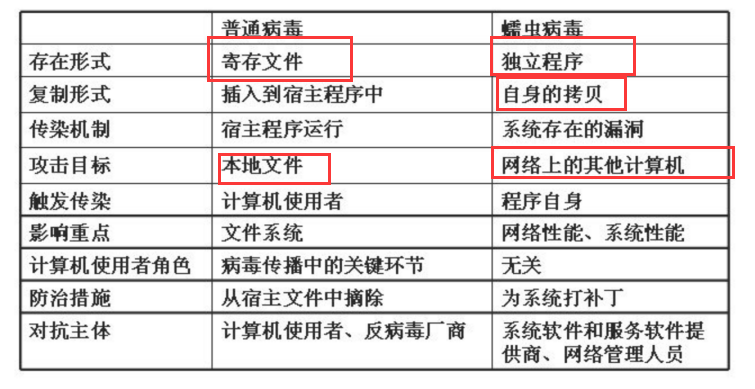 普通病毒 蠕虫病毒
存在形式 寄存文件 独立程序
复制形式 插入到宿主程序中 自身的拷贝
传染机制 宿主程序运行 系统存在的漏洞
攻击目标 本地文件 网络上的其他计算机
触发传染 计算机使用者 程序自身
影响重点 文件系统 网络性能、系统性能
计算机使用者角色 病毒传播中的关键环节 无关
防治措施 从宿主文件中摘除 为系统打补丁
对抗主体 计算机使用者、反病毒厂商 系统软件和服务软件提
供商、网络管理人员